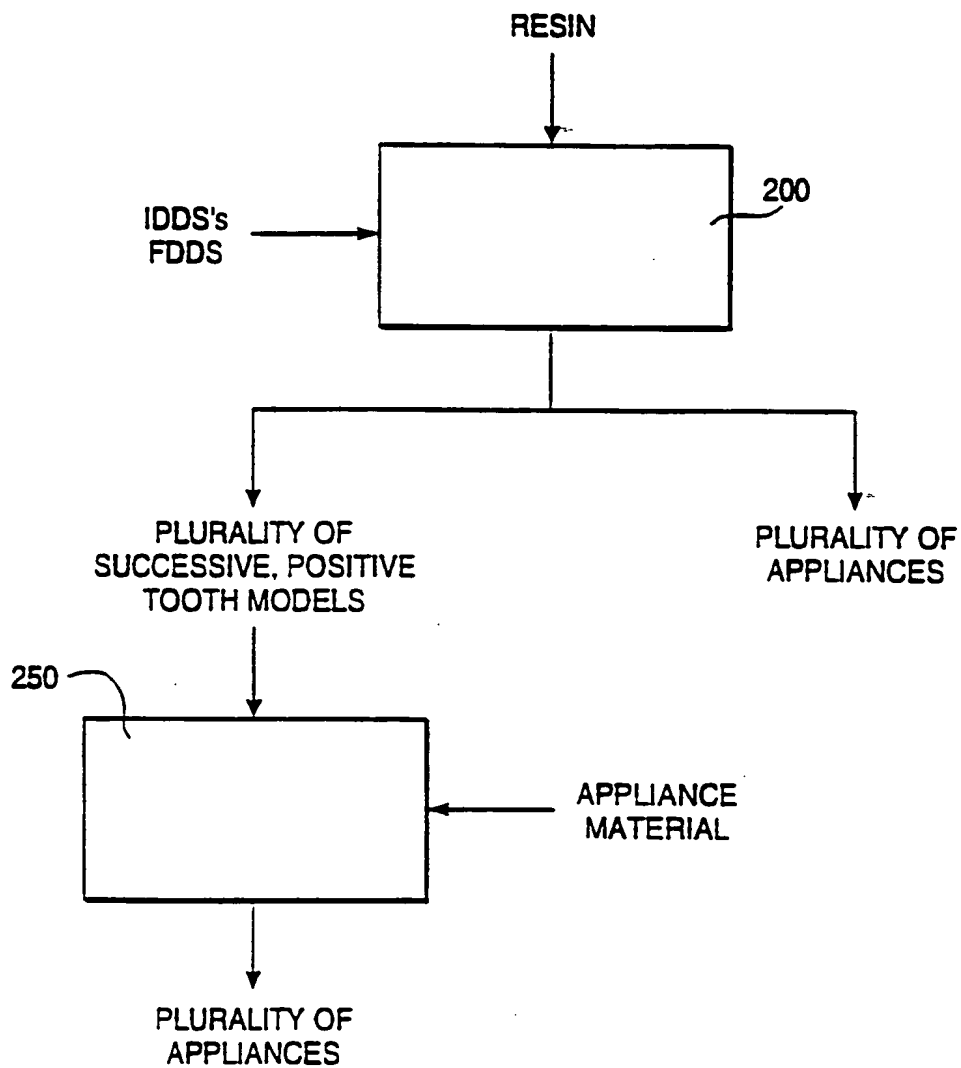 RESIN
200
IDDS's
FDDS
PLURALITY OF
SUCCESSIVE, POSITIVE
TOOTH MODELS
PLURALITY OF
APPLIANCES
250
APPLIANCE
MATERIAL
PLURALITY OF
APPLIANCES